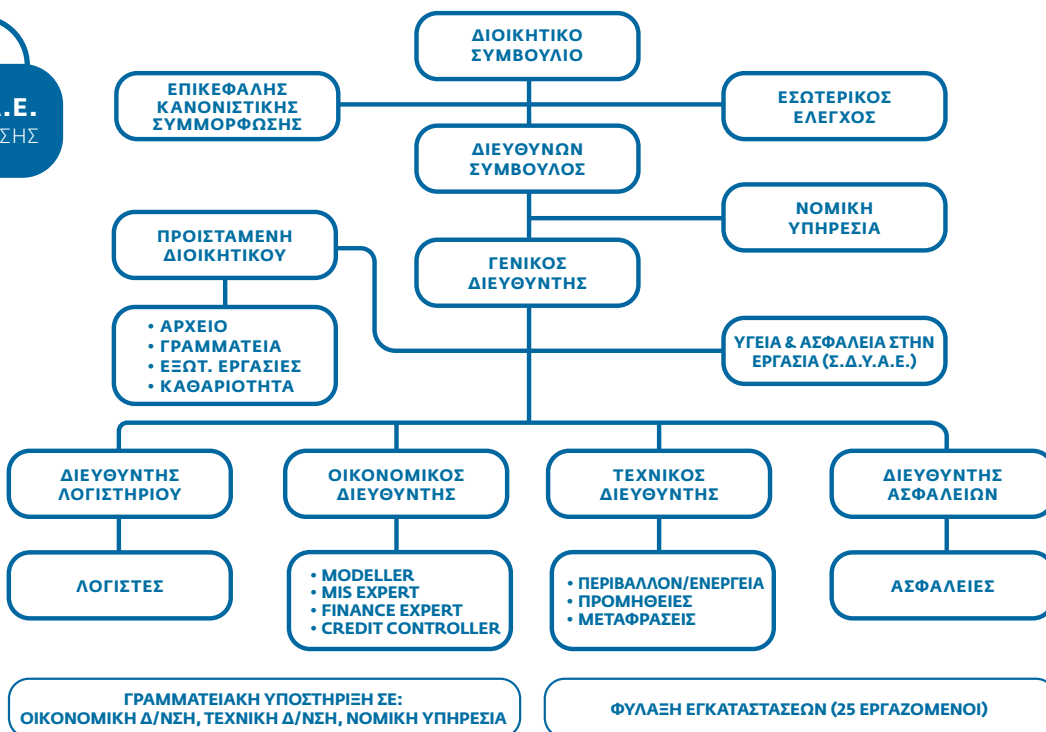 ΔΙΟΙΚΗΤΙΚΟ
ΣΥΜΒΟΥΛΙΟ
.Ε.
ΣΗΣ
ΕΠΙΚΕΦΑΛΗΣ
ΚΑΝΟΝΙΣΤΙΚΗΣ
ΣΥΜΜΟΡΦΩΣΗΣ
ΕΣΩΤΕΡΙΚΟΣ
ΕΛΕΓΧΟΣ
ΔΙΕΥΘΥΝΩΝ
ΣΥΜΒΟΥΛΟΣ
ΝΟΜΙΚΗ
ΥΠΗΡΕΣΙΑ
ΠΡΟΙΣΤΑΜΕΝΗ
ΔΙΟΙΚΗΤΙΚΟΥ
ΓΕΝΙΚΟΣ
ΔΙΕΥΘΥΝΤΗΣ
• ΑΡΧΕΙΟ
• ΓΡΑΜΜΑΤΕΙΑ
• ΕΞΩΤ. ΕΡΓΑΣΙΕΣ
• ΚΑΘΑΡΙΟΤΗΤΑ
ΥΓΕΙΑ & ΑΣΦΑΛΕΙΑ ΣΤΗΝ
ΕΡΓΑΣΙΑ (Σ.Δ.Υ.Α.Ε.)
ΔΙΕΥΘΥΝΤΗΣ
ΛΟΓΙΣΤΗΡΙΟΥ
ΟΙΚΟΝΟΜΙΚΟΣ
ΔΙΕΥΘΥΝΤΗΣ
ΤΕΧΝΙΚΟΣ
ΔΙΕΥΘΥΝΤΗΣ
ΔΙΕΥΘΥΝΤΗΣ
ΑΣΦΑΛΕΙΩΝ
ΛΟΓΙΣΤΕΣ
• MODELLER
• MIS EXPERT
• FINANCE EXPERT
• CREDIT CONTROLLER
• ΠΕΡΙΒΑΛΛΟΝ/ΕΝΕΡΓΕΙΑ
• ΠΡΟΜΗΘΕΙΕΣ
• ΜΕΤΑΦΡΑΣΕΙΣ
ΑΣΦΑΛΕΙΕΣ
ΓΡΑΜΜΑΤΕΙΑΚΗ ΥΠΟΣΤΗΡΙΞΗ ΣΕ:
ΟΙΚΟΝΟΜΙΚΗ Δ/ΝΣΗ, ΤΕΧΝΙΚΗ Δ/ΝΣΗ, ΝΟΜΙΚΗ ΥΠΗΡΕΣΙΑ
ΦΥΛΑΞΗ ΕΓΚΑΤΑΣΤΑΣΕΩΝ (25 ΕΡΓΑΖΟΜΕΝΟΙ)